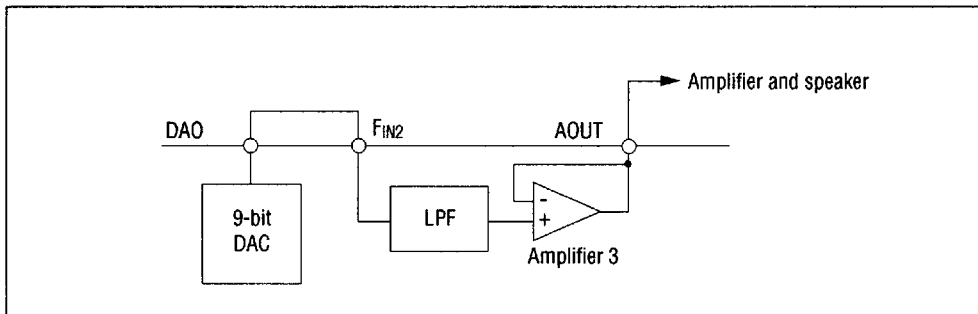 Amplifier and speaker
DAO
FIN2
AOUT
9-bit
DAC
LPF
-
+
Amplifier 3